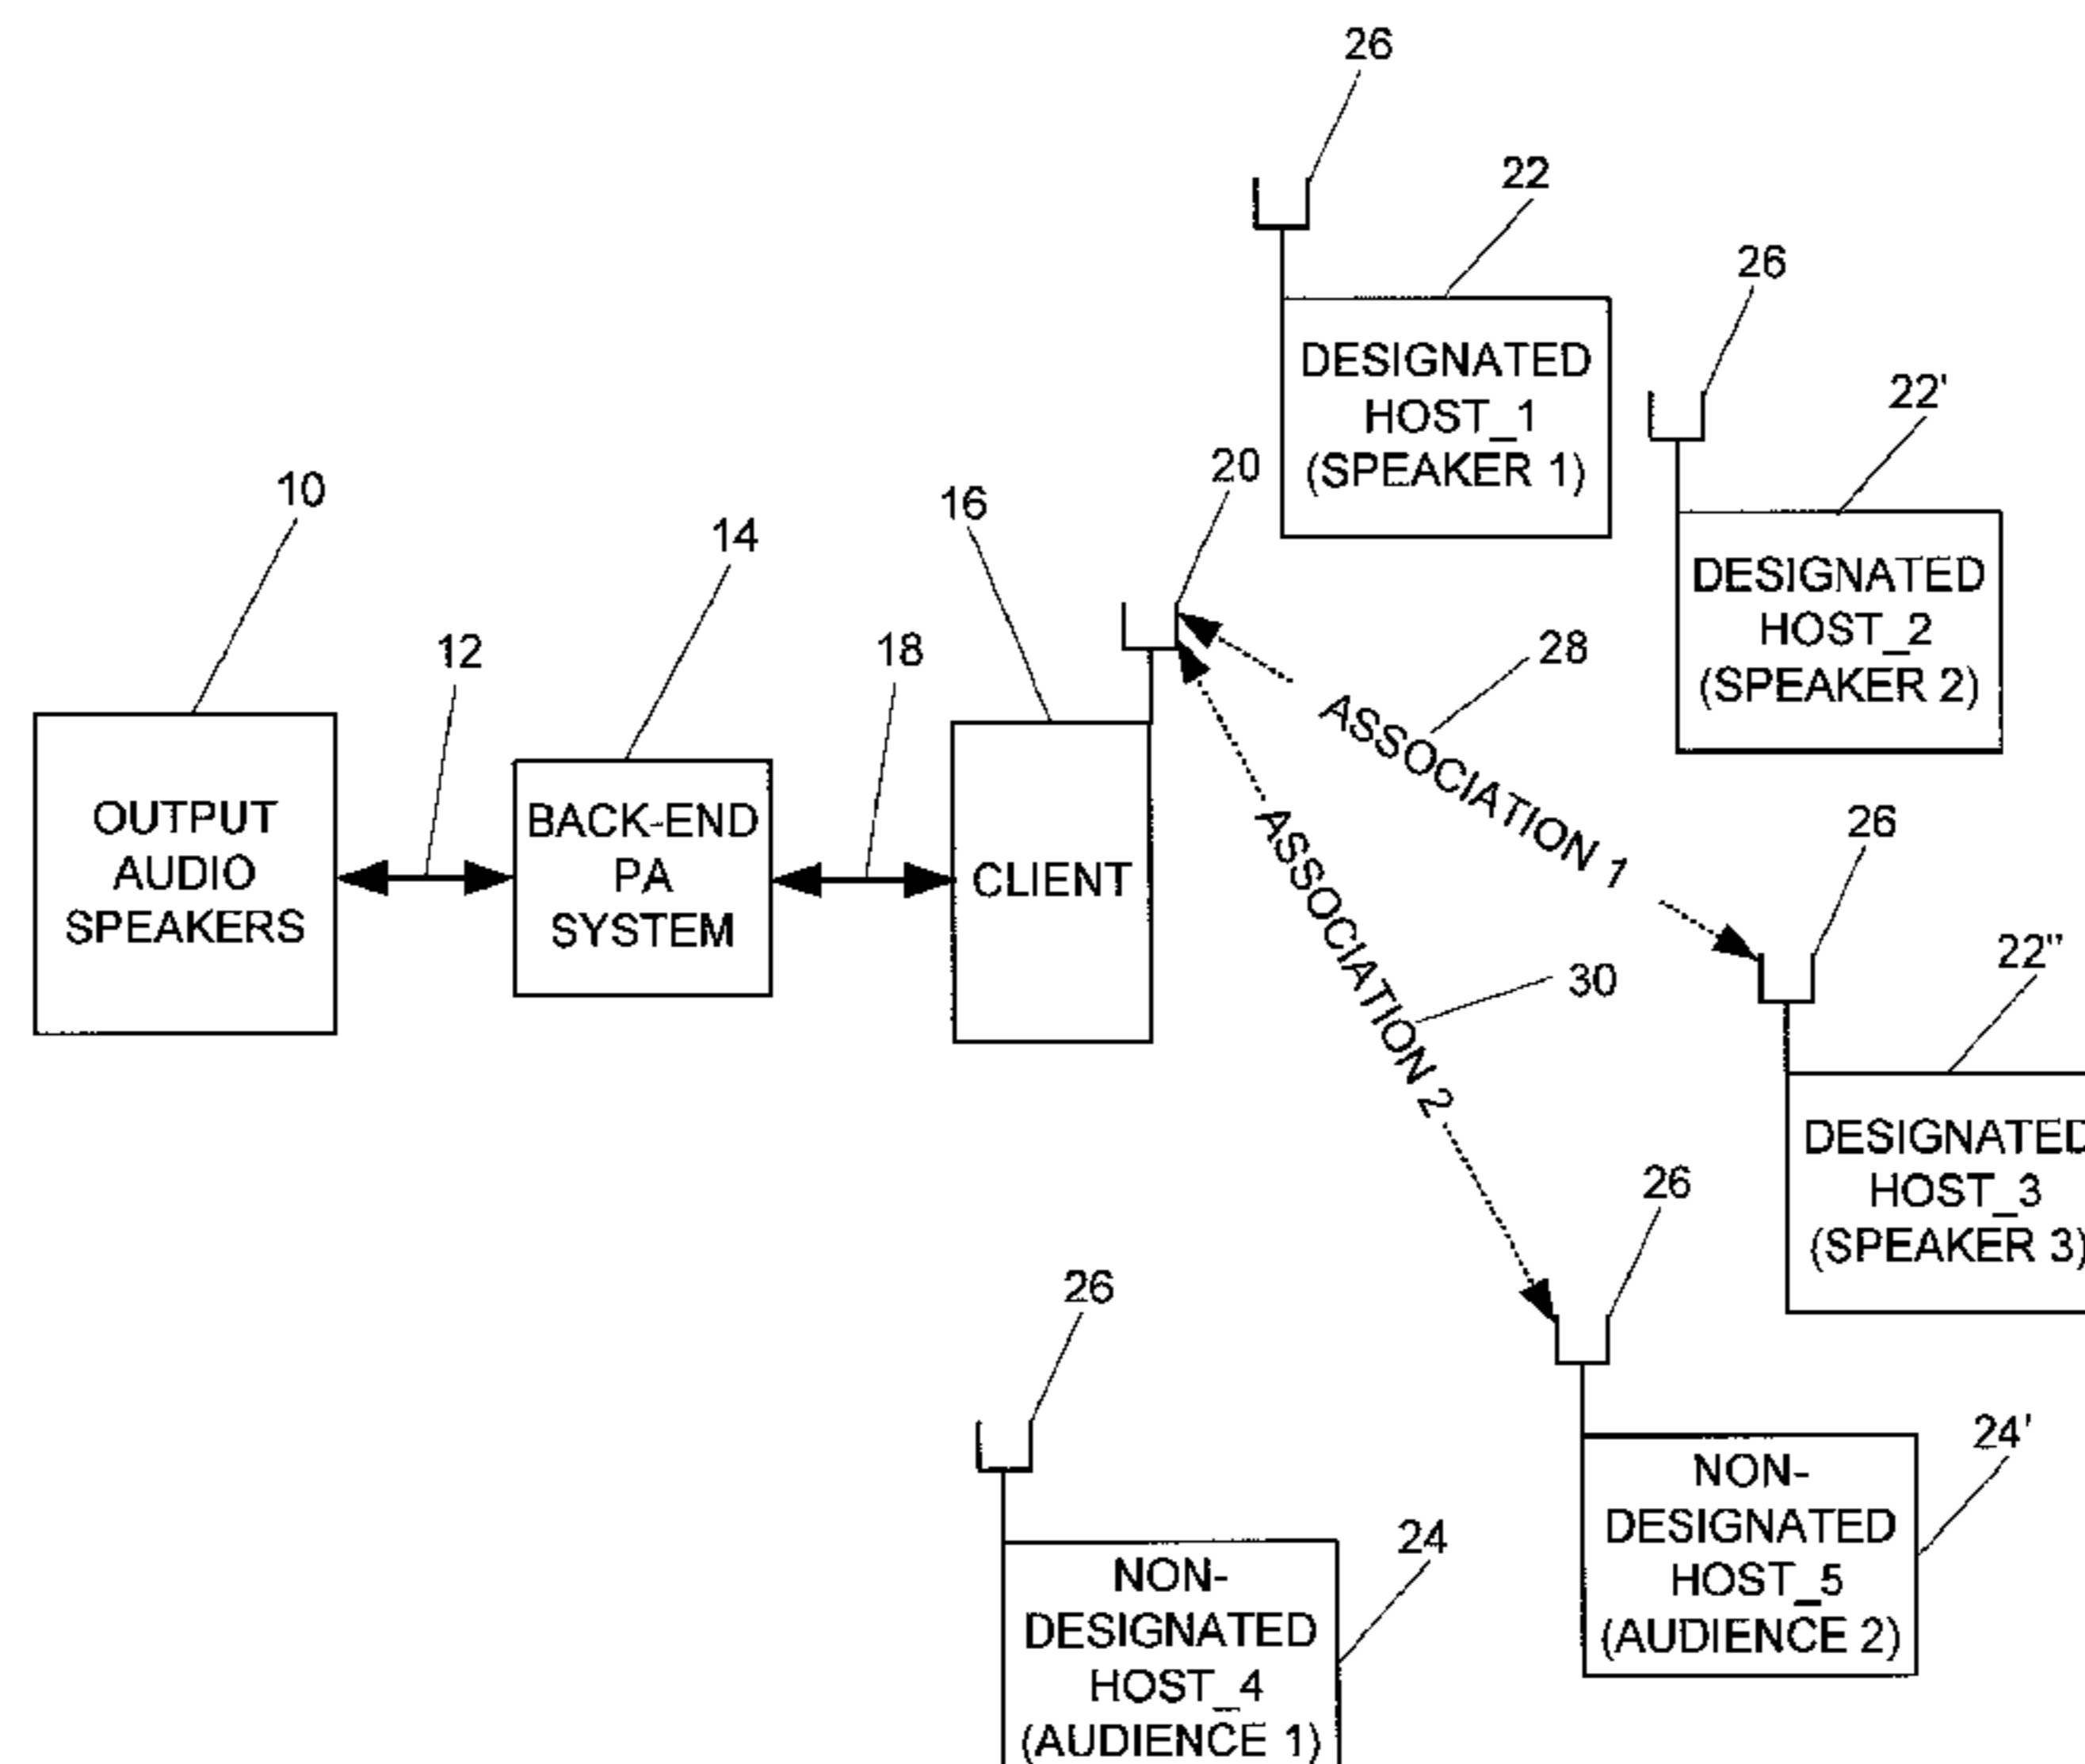 26
22
DESIGNATED
HOST_1
(SPEAKER 1)
26
22'
DESIGNATED
HOST_2
(SPEAKER 2)
10
OUTPUT
AUDIO
SPEAKERS
12
14
BACK-END
PA
SYSTEM
18
16
CLIENT
20
28
ASSOCIATION 1
30
ASSOCIATION 2
26
22"
DESIGNATED
HOST_3
(SPEAKER 3)
26
24'
NON-
DESIGNATED
HOST_5
(AUDIENCE 2)
26
24
NON-
DESIGNATED
HOST_4
(AUDIENCE 1)